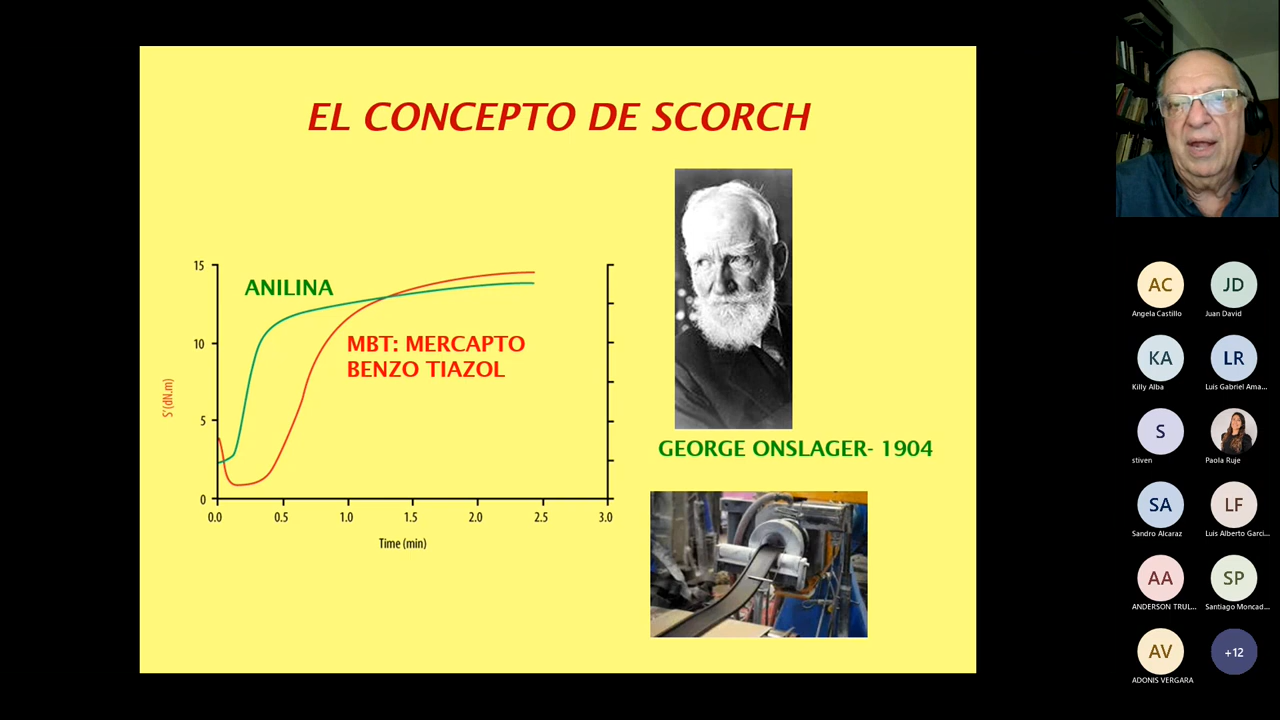 EL CONCEPTO DE SCORCH
15
10
5
0
S'(dN.m)
0.0 0.5 1.0 1.5 2.0 2.5 3.0
Time (min)
ANILINA
MBT: MERCAPTO
BENZO TIAZOL
GEORGE ONSLAGER- 1904
AC JD
Angela Castillo Juan David
KA LR
Killy Alba Luis Gabriel Ama...
S
stiven Paola Ruje
SA LF
Sandro Alcaraz Luis Alberto Garci...
AA SP
ANDERSON TRUL... Santiago Moncad...
AV +12
ADONIS VERGARA